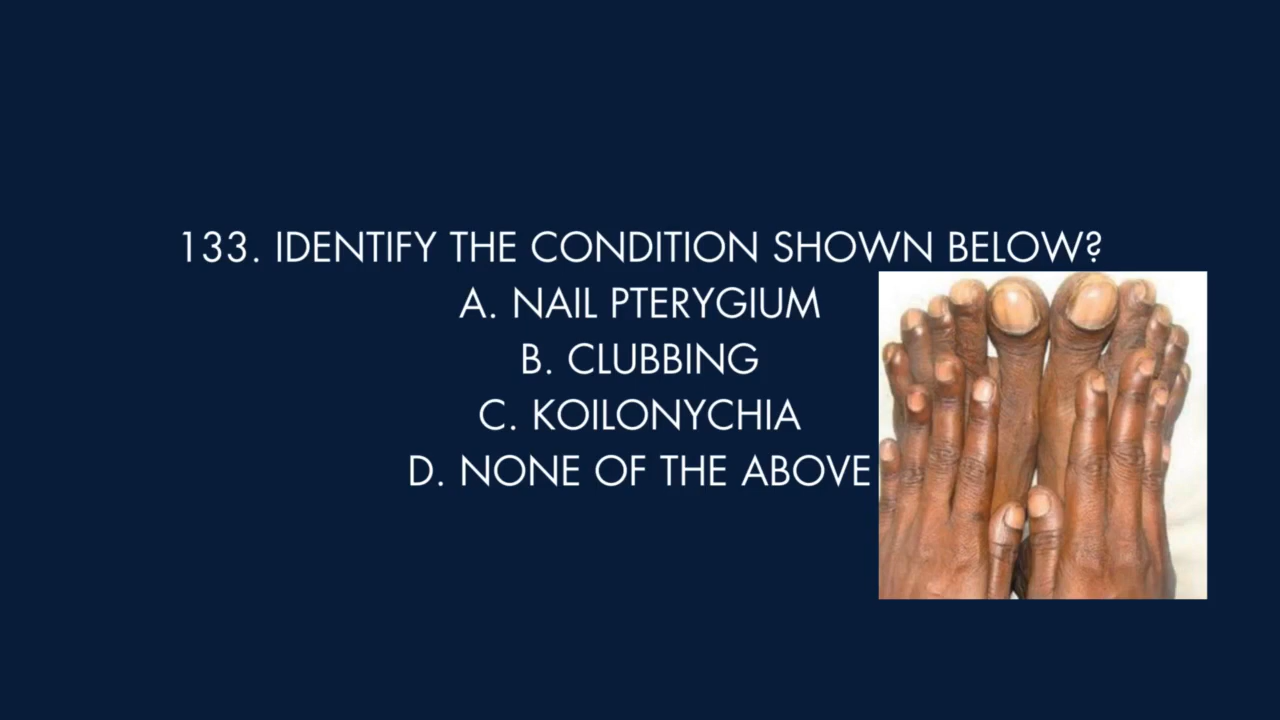 133. IDENTIFY THE CONDITION SHOWN BELOW?
A. NAIL PTERYGIUM
B. CLUBBING
C. KOILONYCHIA
D. NONE OF THE ABOVE